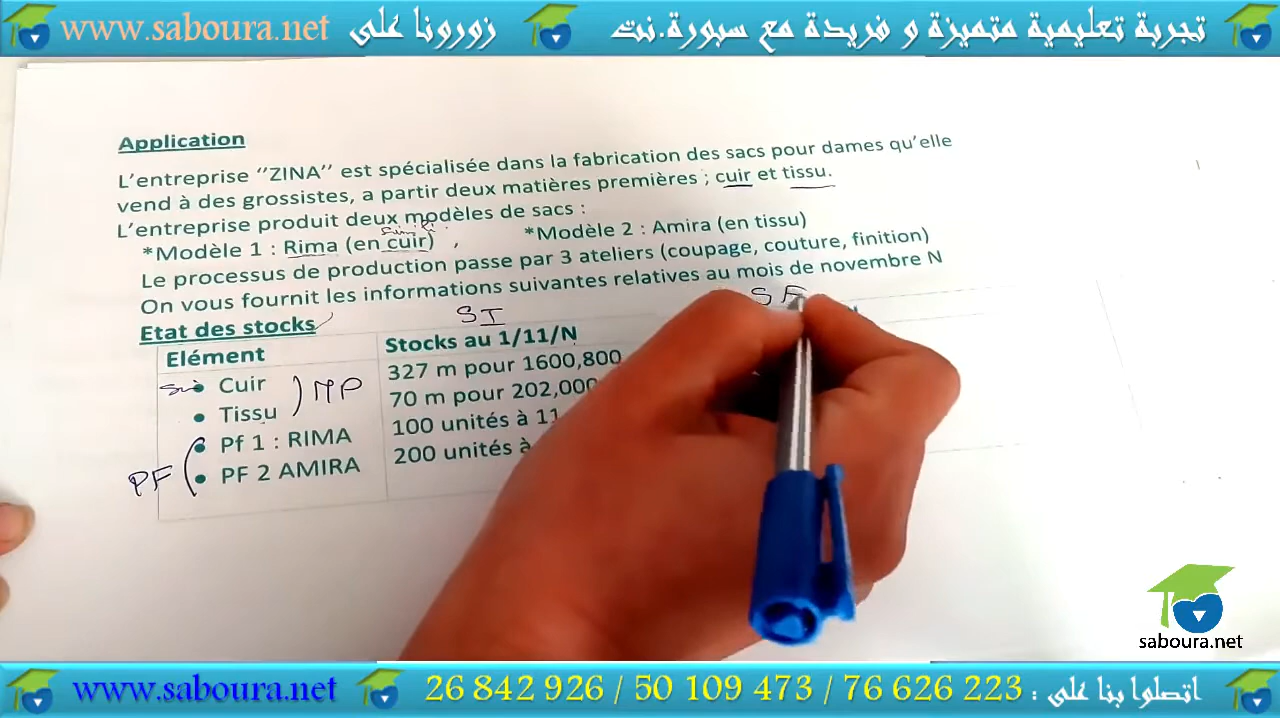 www.saboura.net زورونا على تجربة تعليمية متميزة و فريدة مع سبورة.نت
Application
L'entreprise ‘‘ZINA’’ est spécialisée dans la fabrication des sacs pour dames qu'elle
vend à des grossistes, a partir deux matières premières ; cuir et tissu.
L'entreprise produit deux modèles de sacs :
*Modèle 1 : Rima (en cuir) , *Modèle 2 : Amira (en tissu)
Le processus de production passe par 3 ateliers (coupage, couture, finition)
On vous fournit les informations suivantes relatives au mois de novembre N
SI SF
Etat des stocks
Elément Stocks au 1/11/N
• Cuir MP 327 m pour 1600,800
• Tissu 70 m pour 202,000
• Pf 1 : RIMA 100 unités à 11
PF • PF 2 AMIRA 200 unités à
saboura.net
www.saboura.net 26 842 926 / 50 109 473 / 76 626 223 : اتصلوا بنا على